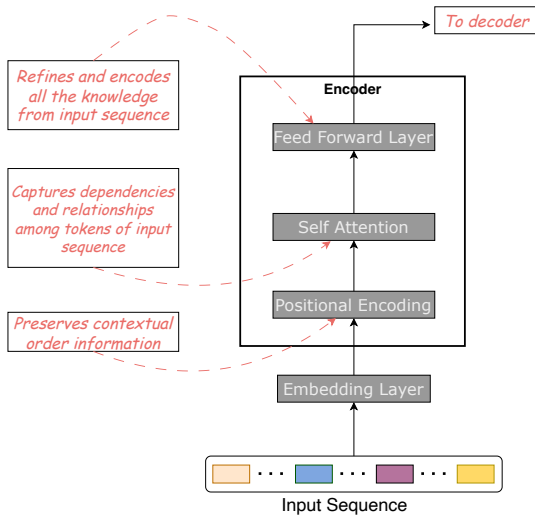 To decoder
Refines and encodes
all the knowledge
from input sequence
Encoder
Feed Forward Layer
Captures dependencies
and relationships
among tokens of input
sequence
Self Attention
Positional Encoding
Preserves contextual
order information
Embedding Layer
Input Sequence